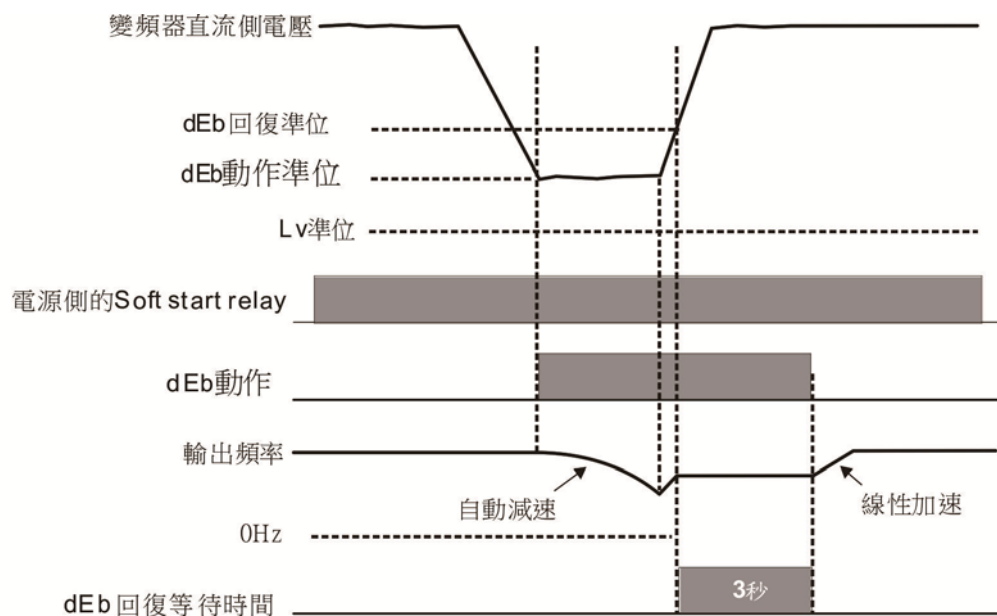 變頻器直流側電壓
dEb回復準位
dEb動作準位
Lv準位
電源側的Soft start relay
dEb動作
輸出頻率
自動減速
線性加速
0Hz
3秒
dEb回復等待時間